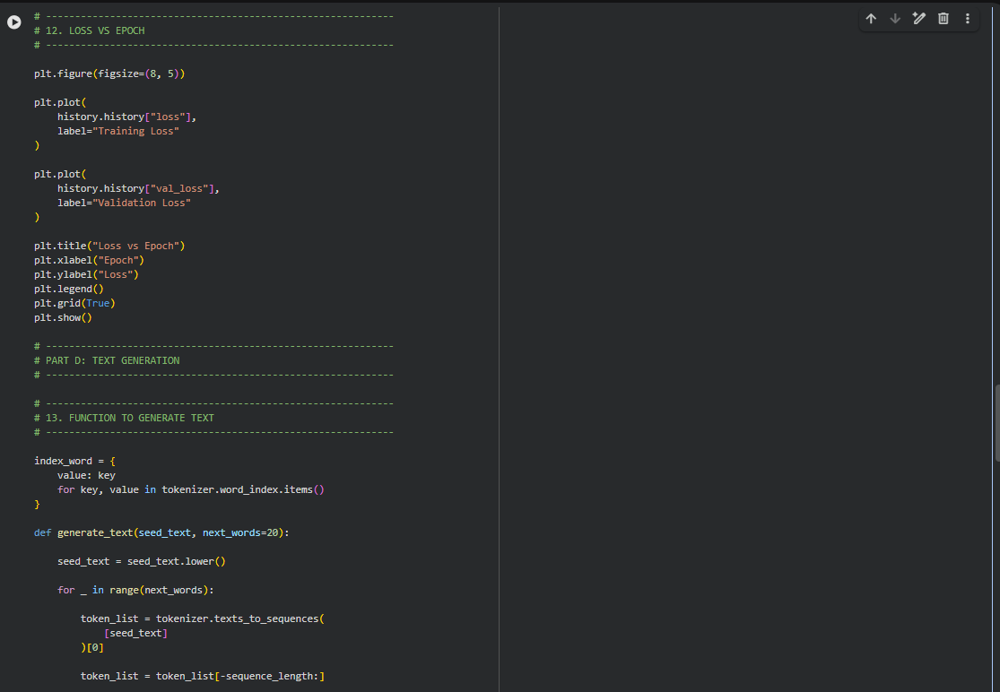 # ------------------------------------------------------------
# 12. LOSS VS EPOCH
# ------------------------------------------------------------
plt.figure(figsize=(8, 5))
plt.plot(
    history.history["loss"],
    label="Training Loss"
)
plt.plot(
    history.history["val_loss"],
    label="Validation Loss"
)
plt.title("Loss vs Epoch")
plt.xlabel("Epoch")
plt.ylabel("Loss")
plt.legend()
plt.grid(True)
plt.show()
# ------------------------------------------------------------
# PART D: TEXT GENERATION
# ------------------------------------------------------------
# ------------------------------------------------------------
# 13. FUNCTION TO GENERATE TEXT
# ------------------------------------------------------------
index_word = {
    value: key
    for key, value in tokenizer.word_index.items()
}
def generate_text(seed_text, next_words=20):
    seed_text = seed_text.lower()
    for _ in range(next_words):
        token_list = tokenizer.texts_to_sequences(
            [seed_text]
        )[0]
        token_list = token_list[-sequence_length:]